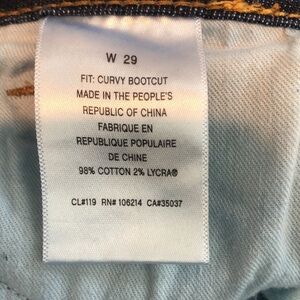 W 29
FIT: CURVY BOOTCUT
MADE IN THE PEOPLE'S
REPUBLIC OF CHINA
FABRIQUE EN
REPUBLIQUE POPULAIRE
DE CHINE
98% COTTON 2% LYCRA®
CL#119 RN# 106214 CA#35037